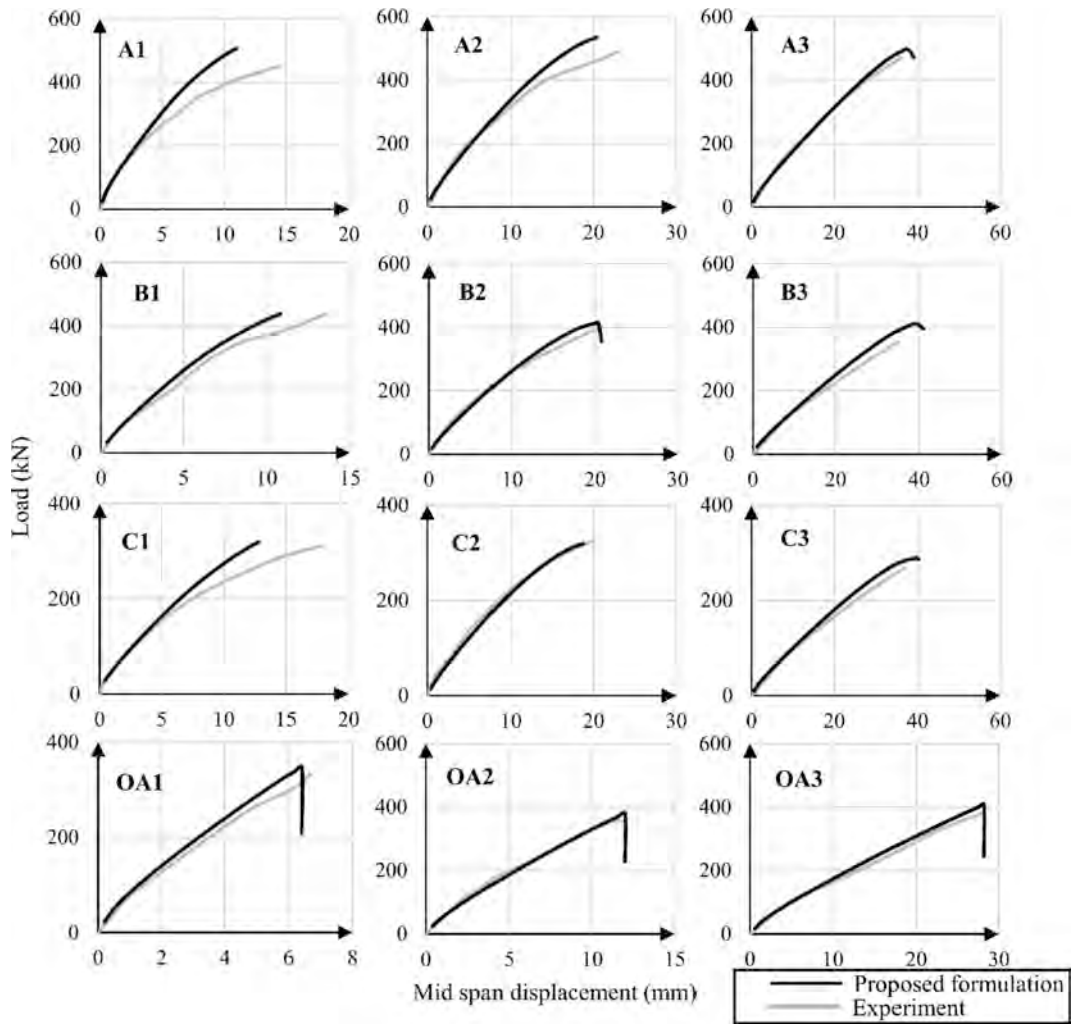 600
400
200
0
A1
0 5 10 15 20
600
400
200
0
A2
0 10 20 30
600
400
200
0
A3
0 20 40 60
600
400
200
0
B1
0 5 10 15
600
400
200
0
B2
0 10 20 30
600
400
200
0
B3
0 20 40 60
Load (kN)
400
200
0
C1
0 5 10 15 20
400
200
0
C2
0 10 20 30
400
200
0
C3
0 20 40 60
400
200
0
OA1
0 2 4 6 8
600
400
200
0
OA2
0 5 10 15
600
400
200
0
OA3
0 10 20 30
Mid span displacement (mm)
Proposed formulation
Experiment